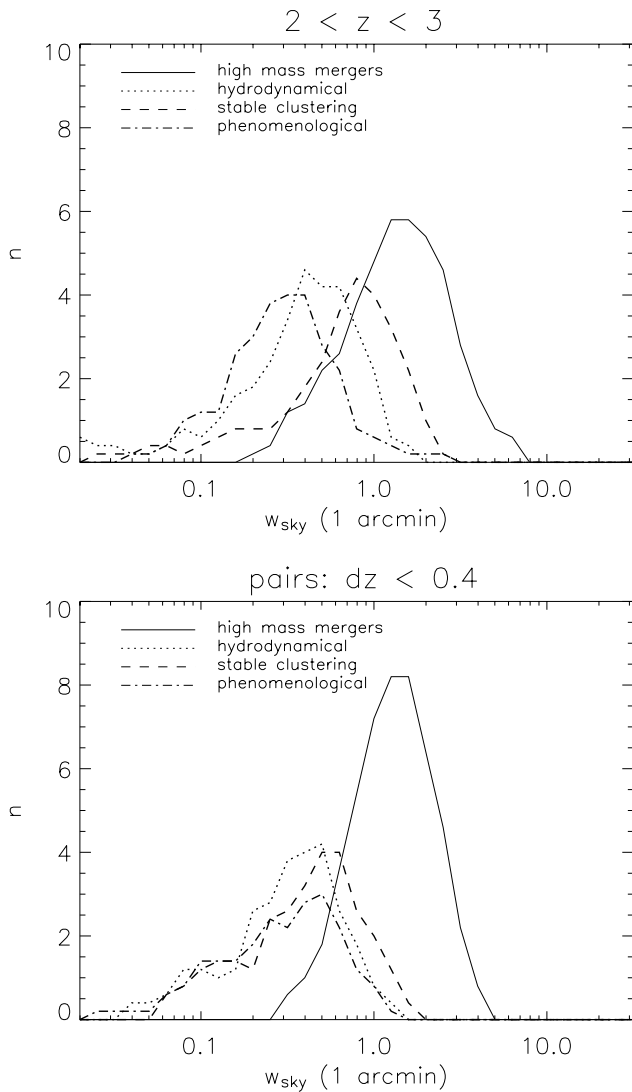 2 < z < 3
10
8
6
4
2
0
n
high mass mergers
hydrodynamical
stable clustering
phenomenological
0.1 1.0 10.0
w_sky (1 arcmin)
pairs: dz < 0.4
10
8
6
4
2
0
n
high mass mergers
hydrodynamical
stable clustering
phenomenological
0.1 1.0 10.0
w_sky (1 arcmin)